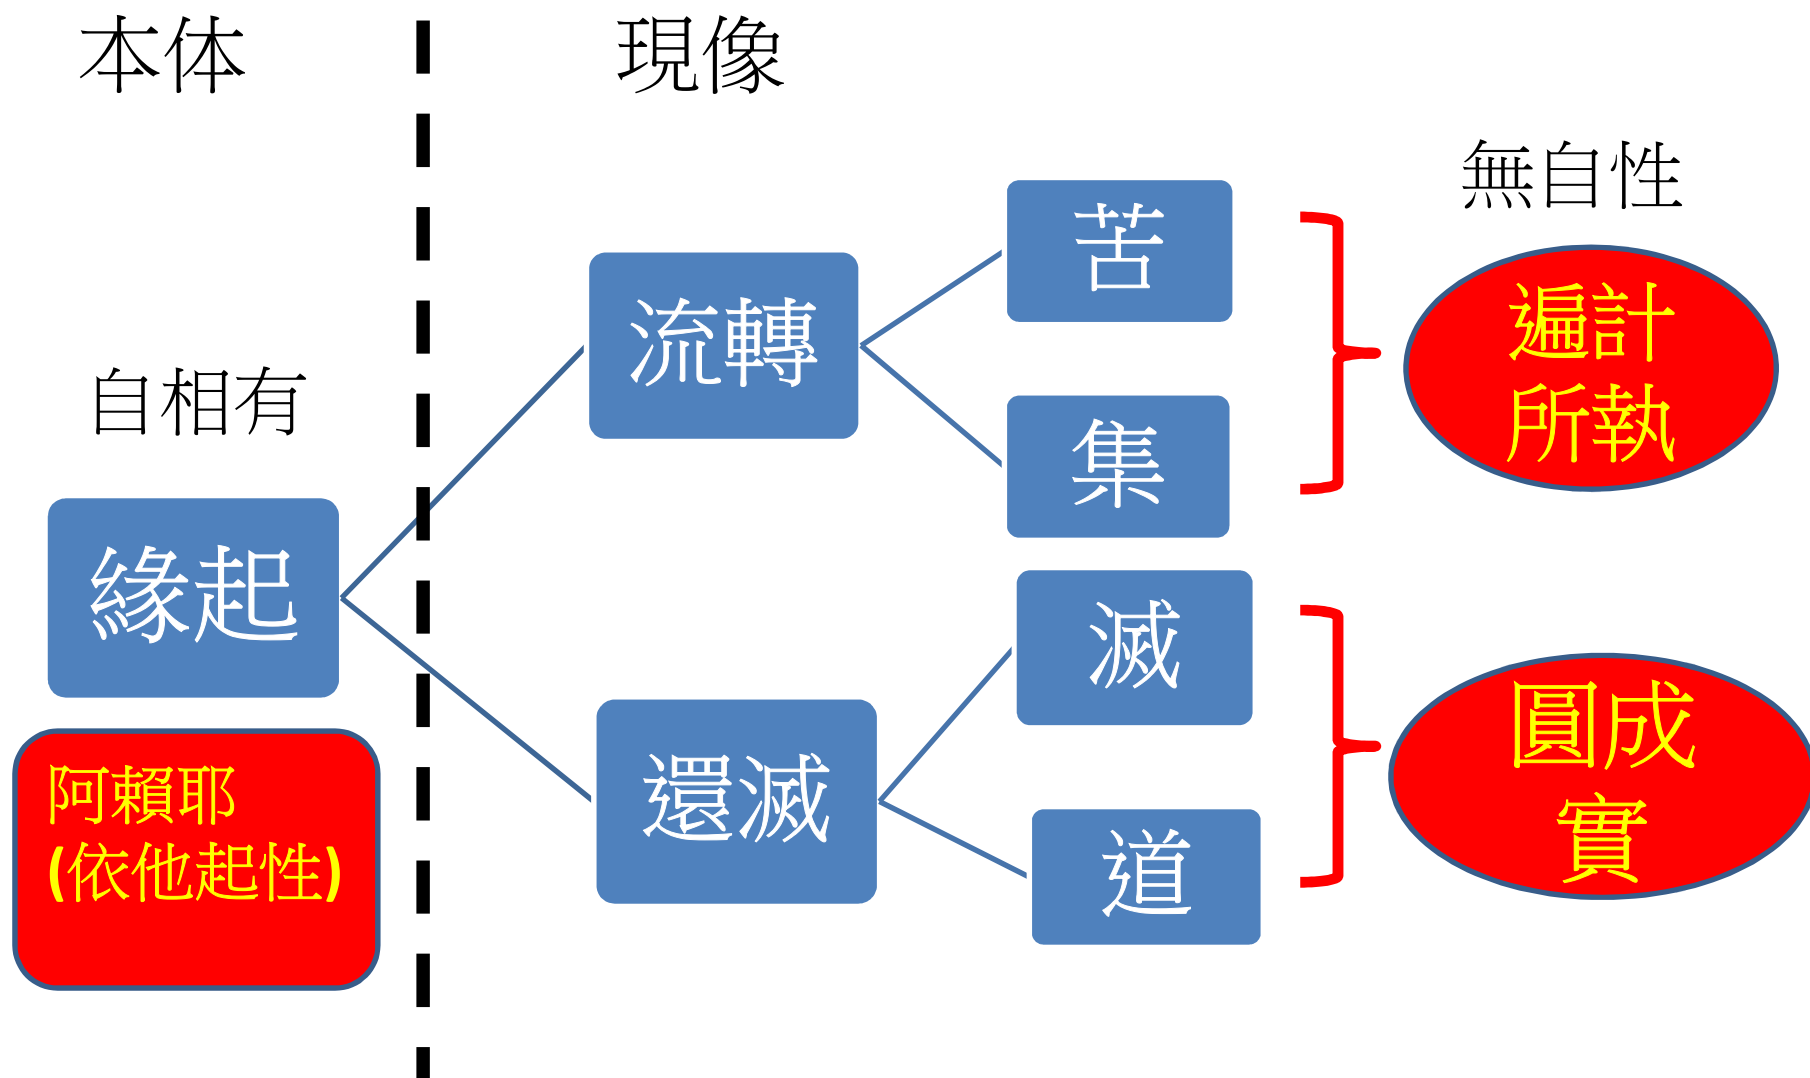 本体
現像
無自性
自相有
緣起
阿賴耶
(依他起性)
流轉
還滅
苦
集
滅
道
遍計
所執
圓成
實